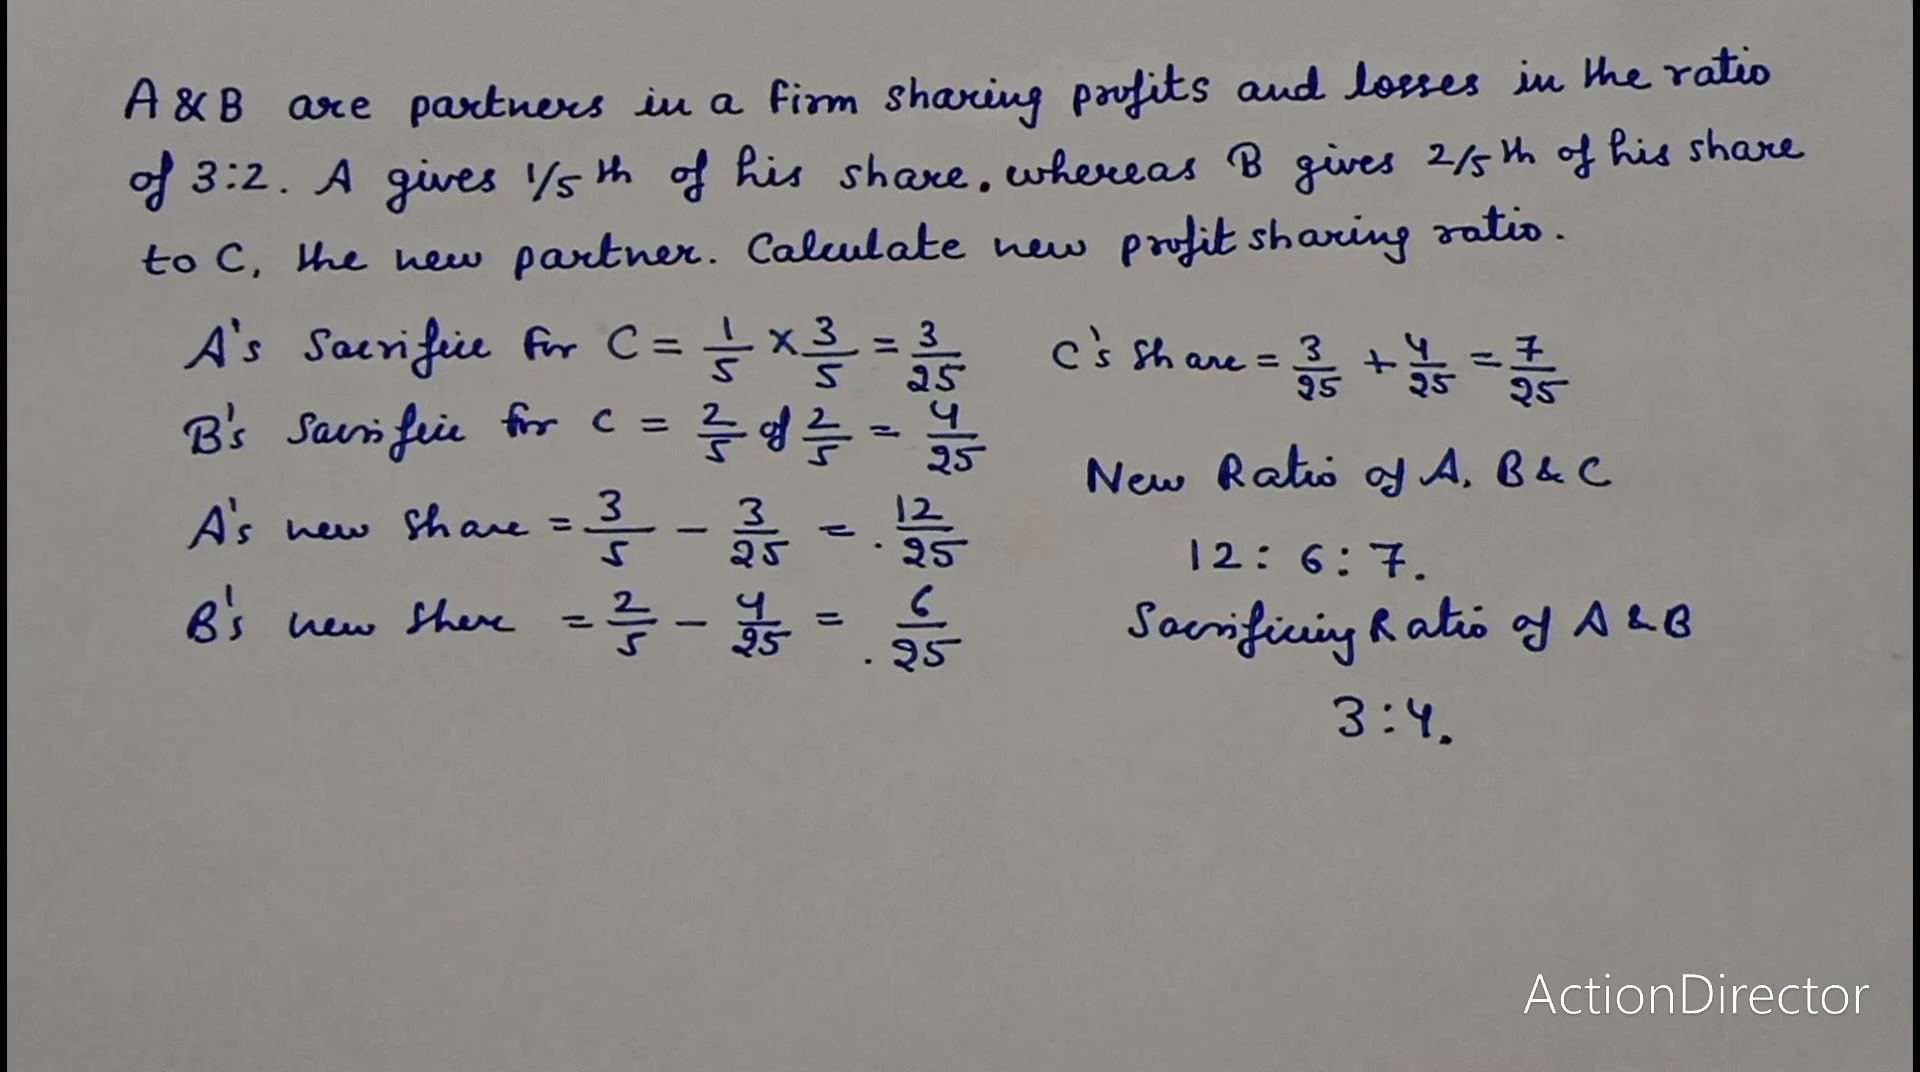 A & B are partners in a firm sharing profits and losses in the ratio
of 3:2. A gives 1/5 th of his share. whereas B gives 2/5 th of his share
to C, the new partner. Calculate new profit sharing ratio.
A's Sacrifice for C = 1/5 × 3/5 = 3/25
B's Sacrifice for C = 2/5 of 2/5 = 4/25
A's new share = 3/5 - 3/25 = 12/25
B's new share = 2/5 - 4/25 = 6/25
C's Share = 3/25 + 4/25 = 7/25
New Ratio of A, B & C
12 : 6 : 7.
Sacrificing Ratio of A & B
3 : 4.
ActionDirector